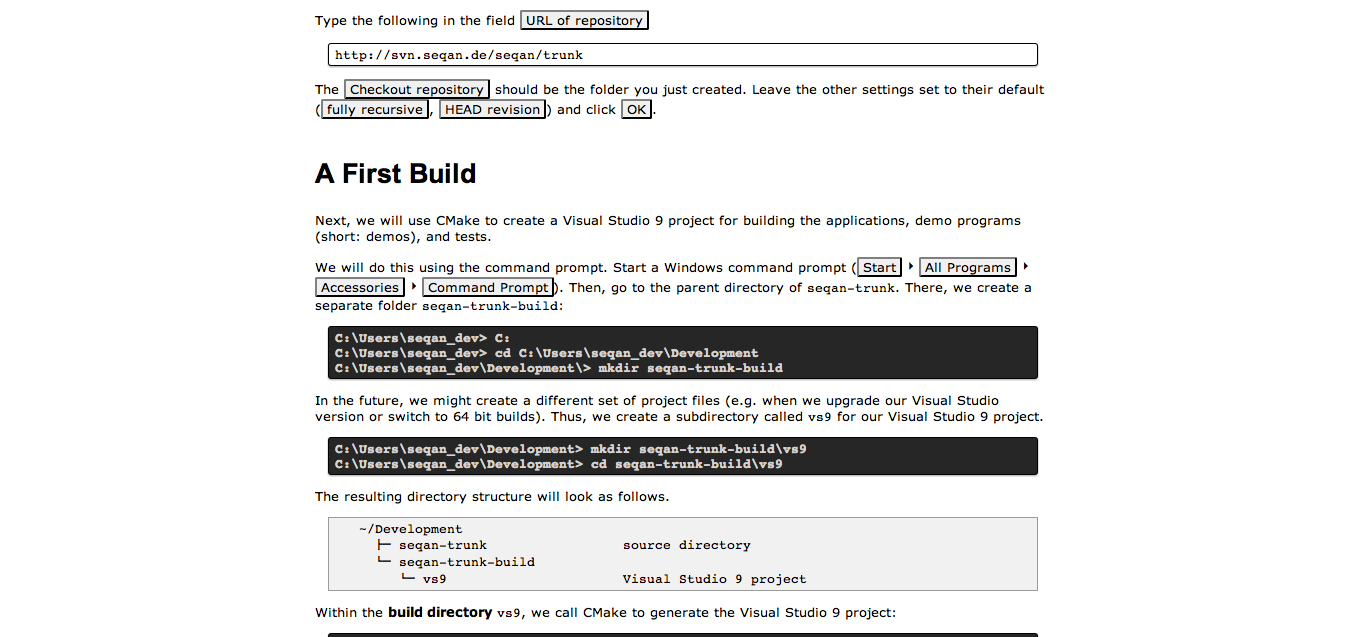 Type the following in the field URL of repository
http://svn.seqan.de/seqan/trunk
The Checkout repository should be the folder you just created. Leave the other settings set to their default
(fully recursive, HEAD revision) and click OK.
A First Build
Next, we will use CMake to create a Visual Studio 9 project for building the applications, demo programs
(short: demos), and tests.
We will do this using the command prompt. Start a Windows command prompt (Start ‣ All Programs ‣
Accessories ‣ Command Prompt). Then, go to the parent directory of seqan-trunk. There, we create a
separate folder seqan-trunk-build:
C:\Users\seqan_dev> C:
C:\Users\seqan_dev> cd C:\Users\seqan_dev\Development
C:\Users\seqan_dev\Development\> mkdir seqan-trunk-build
In the future, we might create a different set of project files (e.g. when we upgrade our Visual Studio
version or switch to 64 bit builds). Thus, we create a subdirectory called vs9 for our Visual Studio 9 project.
C:\Users\seqan_dev\Development> mkdir seqan-trunk-build\vs9
C:\Users\seqan_dev\Development> cd seqan-trunk-build\vs9
The resulting directory structure will look as follows.
~/Development
├─ seqan-trunk source directory
└─ seqan-trunk-build
└─ vs9 Visual Studio 9 project
Within the build directory vs9, we call CMake to generate the Visual Studio 9 project: